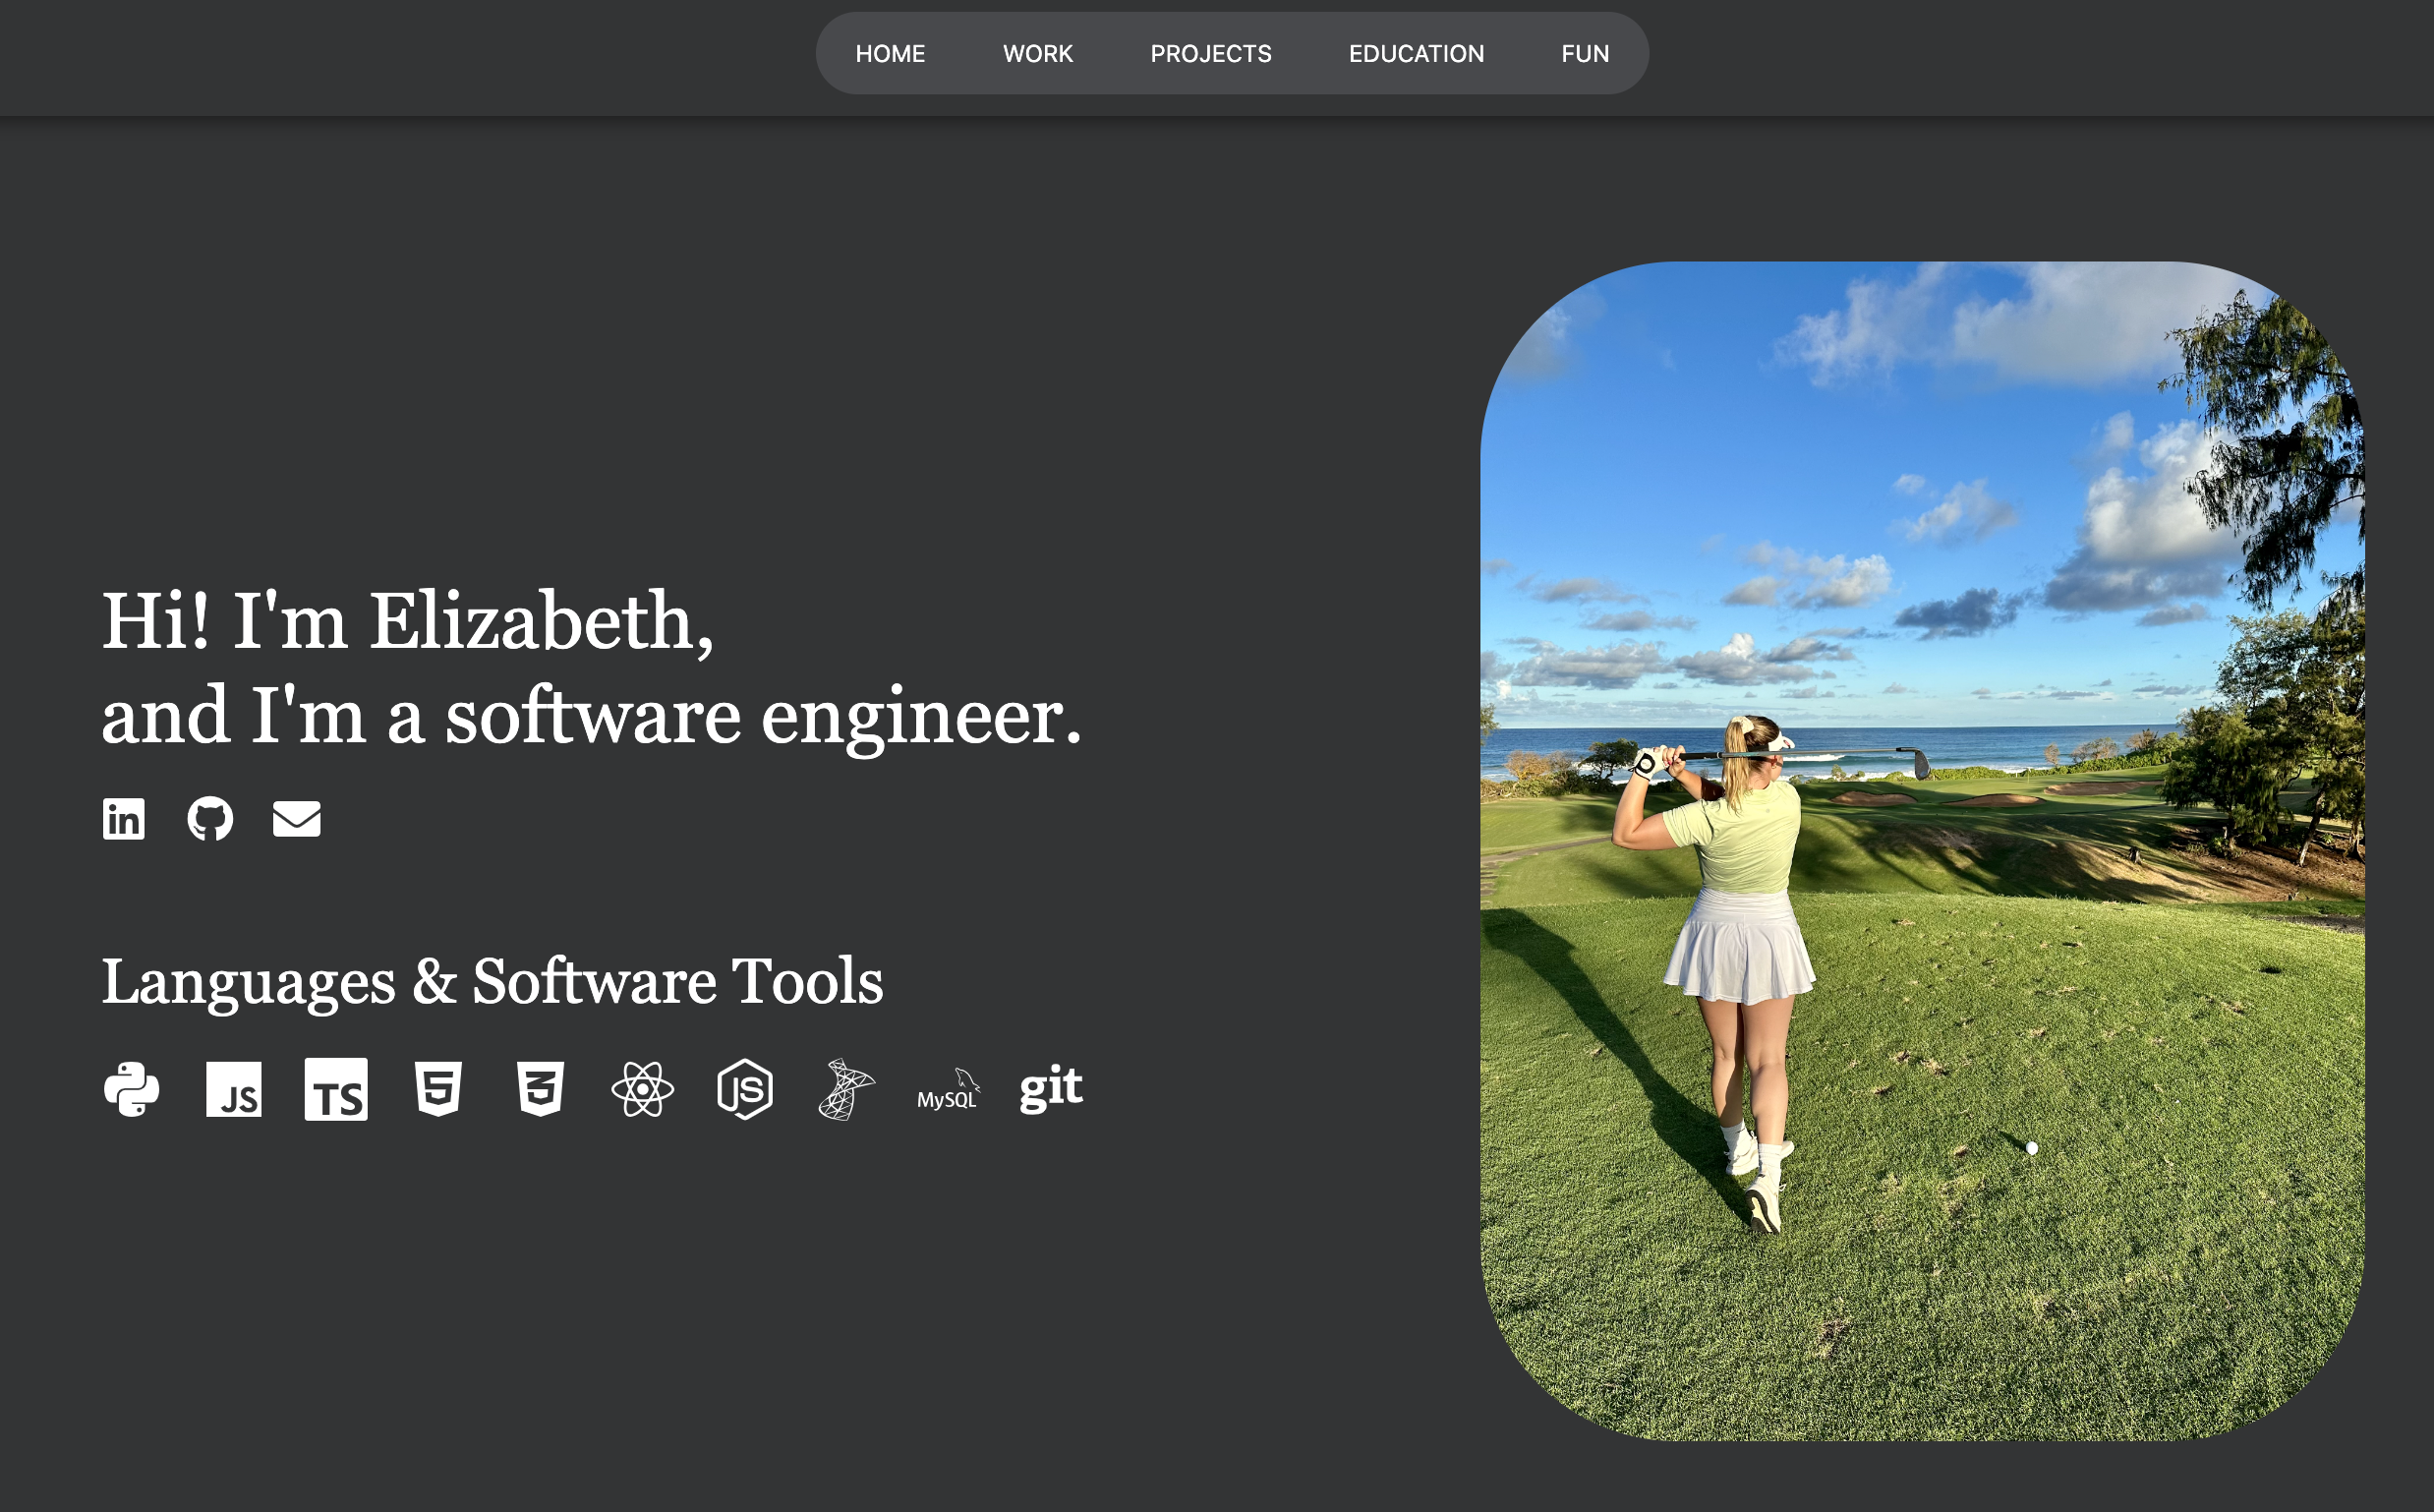 HOME WORK PROJECTS EDUCATION FUN
Hi! I'm Elizabeth,
and I'm a software engineer.
in
Languages & Software Tools
JS TS 5 3 JS MySQL git